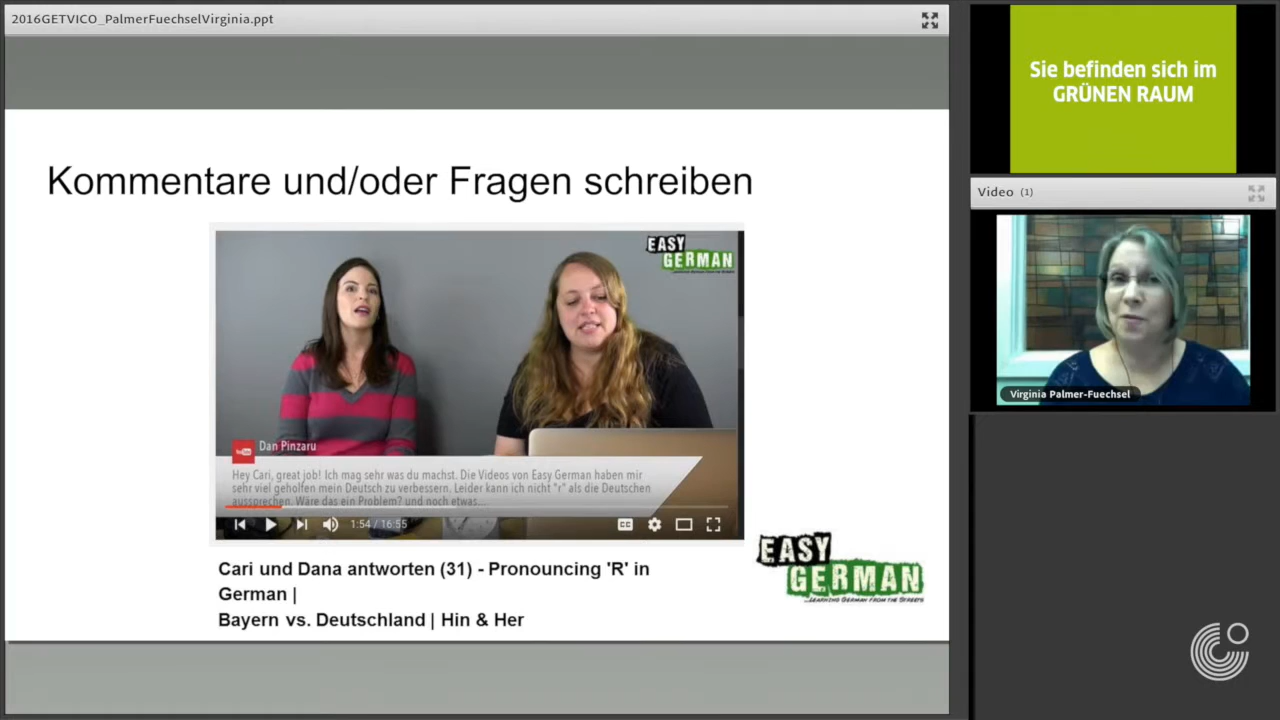 2016GETVICO_PalmerFuechselVirginia.ppt
Sie befinden sich im
GRÜNEN RAUM
Video (1)
Virginia Palmer-Fuechsel
Kommentare und/oder Fragen schreiben
EASY
GERMAN
Dan Pinzaru
Hey Cari, great job! Ich mag sehr was du machst. Die Videos von Easy German haben mir
sehr viel geholfen mein Deutsch zu verbessern. Leider kann ich nicht "r" als die Deutschen
aussprechen. Wäre das ein Problem? und noch etwas...
1:54 / 16:55
CC
Cari und Dana antworten (31) - Pronouncing 'R' in
German |
Bayern vs. Deutschland | Hin & Her
EASY
GERMAN
...LEARNING GERMAN FROM THE STREETS